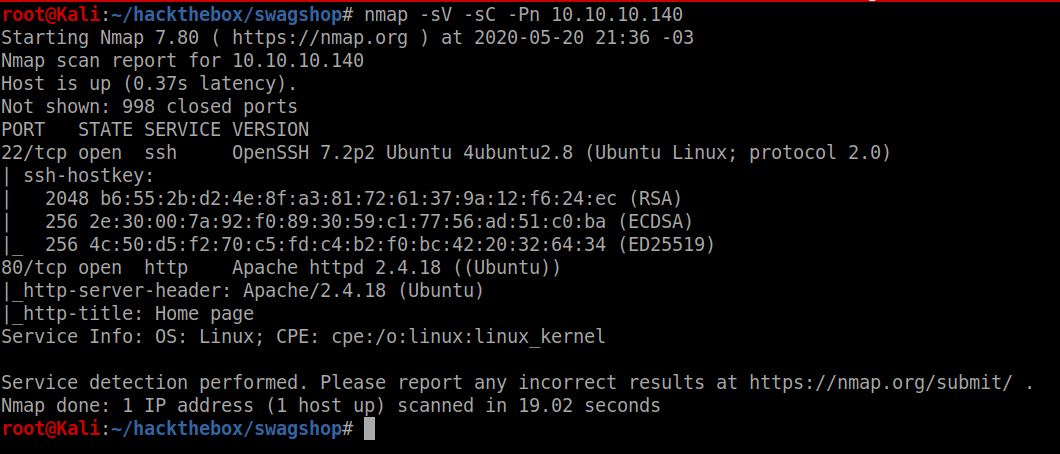 root@Kali:~/hackthebox/swagshop# nmap -sV -sC -Pn 10.10.10.140
Starting Nmap 7.80 ( https://nmap.org ) at 2020-05-20 21:36 -03
Nmap scan report for 10.10.10.140
Host is up (0.37s latency).
Not shown: 998 closed ports
PORT   STATE SERVICE VERSION
22/tcp open  ssh     OpenSSH 7.2p2 Ubuntu 4ubuntu2.8 (Ubuntu Linux; protocol 2.0)
| ssh-hostkey:
|   2048 b6:55:2b:d2:4e:8f:a3:81:72:61:37:9a:12:f6:24:ec (RSA)
|   256 2e:30:00:7a:92:f0:89:30:59:c1:77:56:ad:51:c0:ba (ECDSA)
|_  256 4c:50:d5:f2:70:c5:fd:c4:b2:f0:bc:42:20:32:64:34 (ED25519)
80/tcp open  http    Apache httpd 2.4.18 ((Ubuntu))
|_http-server-header: Apache/2.4.18 (Ubuntu)
|_http-title: Home page
Service Info: OS: Linux; CPE: cpe:/o:linux:linux_kernel

Service detection performed. Please report any incorrect results at https://nmap.org/submit/ .
Nmap done: 1 IP address (1 host up) scanned in 19.02 seconds
root@Kali:~/hackthebox/swagshop#